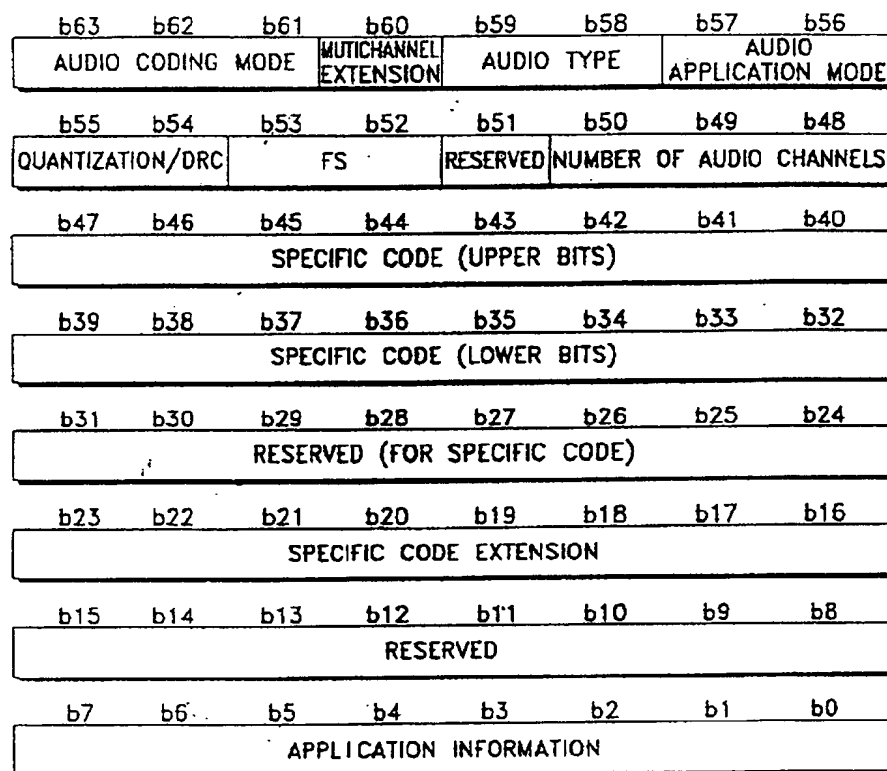 b63 b62 b61 b60 b59 b58 b57 b56
AUDIO CODING MODE
MUTICHANNEL
EXTENSION
AUDIO TYPE
AUDIO
APPLICATION MODE
b55 b54 b53 b52 b51 b50 b49 b48
QUANTIZATION/DRC FS RESERVED NUMBER OF AUDIO CHANNELS
b47 b46 b45 b44 b43 b42 b41 b40
SPECIFIC CODE (UPPER BITS)
b39 b38 b37 b36 b35 b34 b33 b32
SPECIFIC CODE (LOWER BITS)
b31 b30 b29 b28 b27 b26 b25 b24
RESERVED (FOR SPECIFIC CODE)
b23 b22 b21 b20 b19 b18 b17 b16
SPECIFIC CODE EXTENSION
b15 b14 b13 b12 b11 b10 b9 b8
RESERVED
b7 b6 b5 b4 b3 b2 b1 b0
APPLICATION INFORMATION